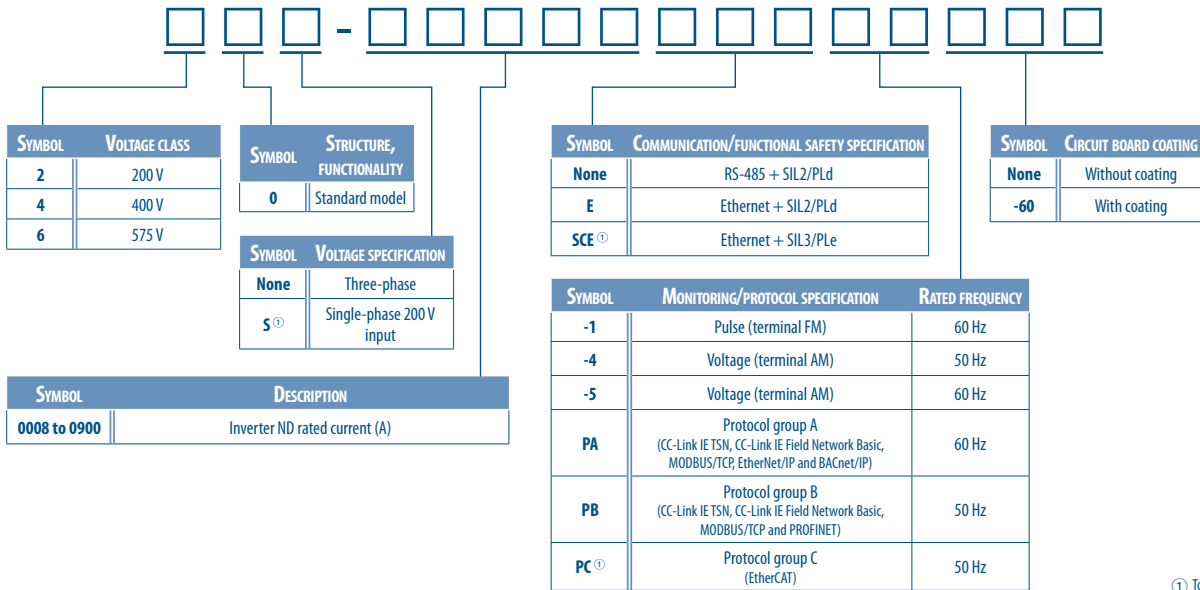 -
SYMBOL VOLTAGE CLASS
2 200 V
4 400 V
6 575 V
SYMBOL STRUCTURE, FUNCTIONALITY
0 Standard model
SYMBOL VOLTAGE SPECIFICATION
None Three-phase
S ① Single-phase 200 V
input
SYMBOL DESCRIPTION
0008 to 0900 Inverter ND rated current (A)
SYMBOL COMMUNICATION/FUNCTIONAL SAFETY SPECIFICATION
None RS-485 + SIL2/PLd
E Ethernet + SIL2/PLd
SCE ① Ethernet + SIL3/PLe
SYMBOL MONITORING/PROTOCOL SPECIFICATION RATED FREQUENCY
-1 Pulse (terminal FM) 60 Hz
-4 Voltage (terminal AM) 50 Hz
-5 Voltage (terminal AM) 60 Hz
PA Protocol group A
(CC-Link IE TSN, CC-Link IE Field Network Basic,
MODBUS/TCP, EtherNet/IP and BACnet/IP) 60 Hz
PB Protocol group B
(CC-Link IE TSN, CC-Link IE Field Network Basic,
MODBUS/TCP and PROFINET) 50 Hz
PC ① Protocol group C
(EtherCAT) 50 Hz
SYMBOL CIRCUIT BOARD COATING
None Without coating
-60 With coating
①